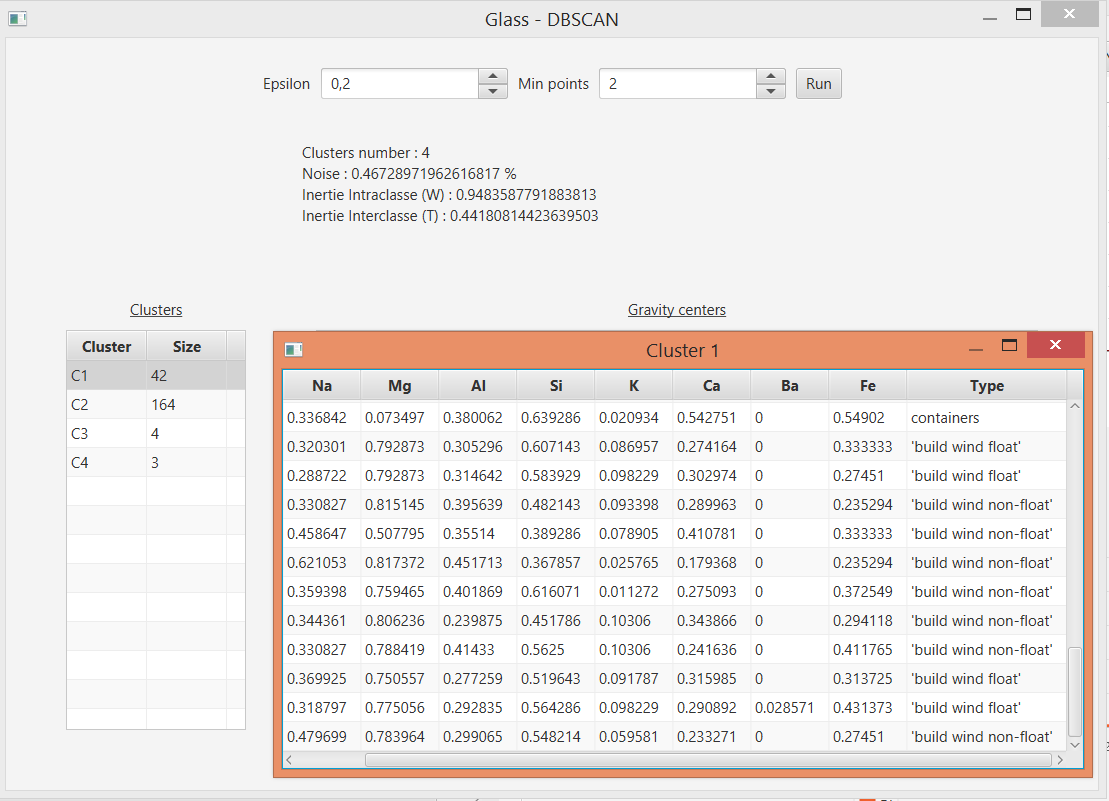 Glass - DBSCAN
Epsilon 0,2 Min points 2 Run
Clusters number : 4
Noise : 0.46728971962616817 %
Inertie Intraclasse (W) : 0.9483587791883813
Inertie Interclasse (T) : 0.44180814423639503
Clusters
Cluster Size
C1 42
C2 164
C3 4
C4 3
Gravity centers
Cluster 1
Na Mg Al Si K Ca Ba Fe Type
0.336842 0.073497 0.380062 0.639286 0.020934 0.542751 0 0.54902 containers
0.320301 0.792873 0.305296 0.607143 0.086957 0.274164 0 0.333333 'build wind float'
0.288722 0.792873 0.314642 0.583929 0.098229 0.302974 0 0.27451 'build wind float'
0.330827 0.815145 0.395639 0.482143 0.093398 0.289963 0 0.235294 'build wind non-float'
0.458647 0.507795 0.35514 0.389286 0.078905 0.410781 0 0.333333 'build wind non-float'
0.621053 0.817372 0.451713 0.367857 0.025765 0.179368 0 0.235294 'build wind non-float'
0.359398 0.759465 0.401869 0.616071 0.011272 0.275093 0 0.372549 'build wind non-float'
0.344361 0.806236 0.239875 0.451786 0.10306 0.343866 0 0.294118 'build wind non-float'
0.330827 0.788419 0.41433 0.5625 0.10306 0.241636 0 0.411765 'build wind non-float'
0.369925 0.750557 0.277259 0.519643 0.091787 0.315985 0 0.313725 'build wind float'
0.318797 0.775056 0.292835 0.564286 0.098229 0.290892 0.028571 0.431373 'build wind float'
0.479699 0.783964 0.299065 0.548214 0.059581 0.233271 0 0.27451 'build wind non-float'